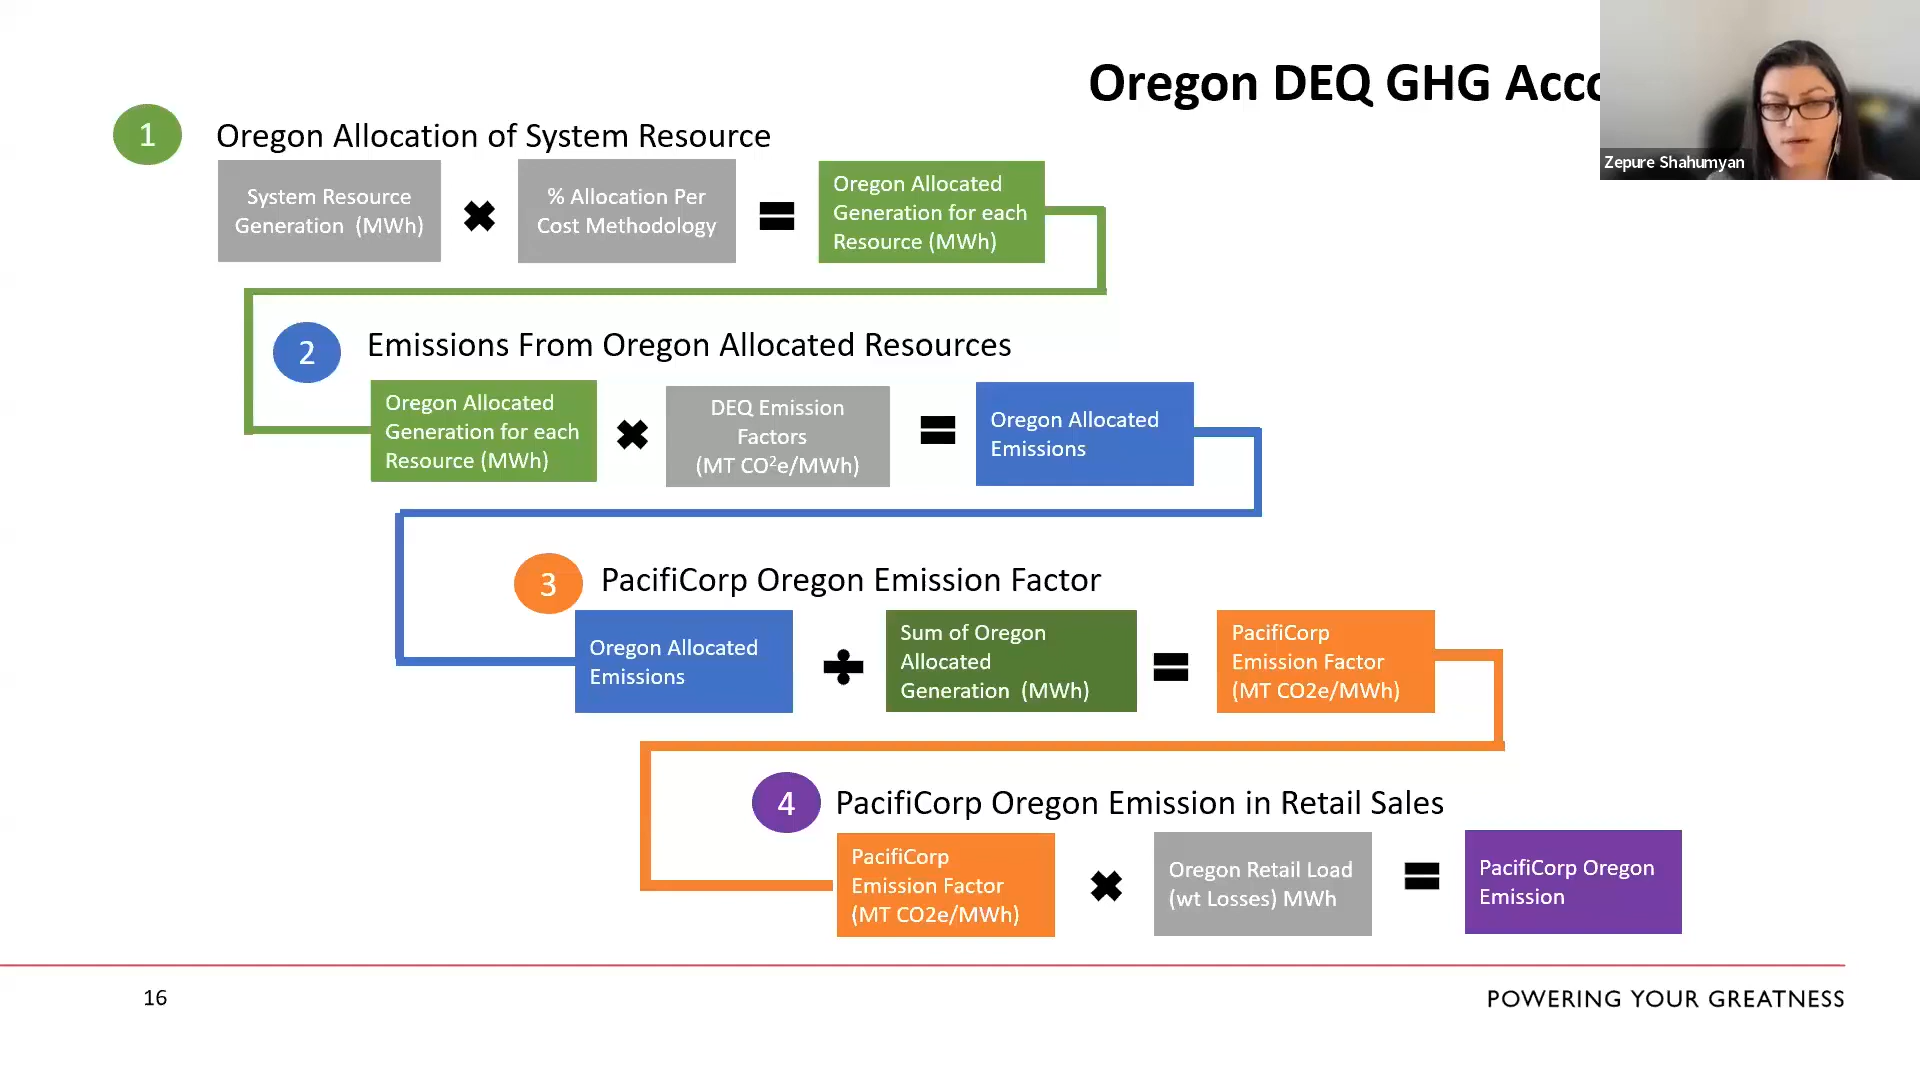 Oregon DEQ GHG Acco
Zepure Shahumyan
1
Oregon Allocation of System Resource
System Resource
Generation (MWh)
% Allocation Per
Cost Methodology
Oregon Allocated
Generation for each
Resource (MWh)
2
Emissions From Oregon Allocated Resources
Oregon Allocated
Generation for each
Resource (MWh)
DEQ Emission
Factors
(MT CO²e/MWh)
Oregon Allocated
Emissions
3
PacifiCorp Oregon Emission Factor
Oregon Allocated
Emissions
Sum of Oregon
Allocated
Generation (MWh)
PacifiCorp
Emission Factor
(MT CO2e/MWh)
4
PacifiCorp Oregon Emission in Retail Sales
PacifiCorp
Emission Factor
(MT CO2e/MWh)
Oregon Retail Load
(wt Losses) MWh
PacifiCorp Oregon
Emission
16
POWERING YOUR GREATNESS